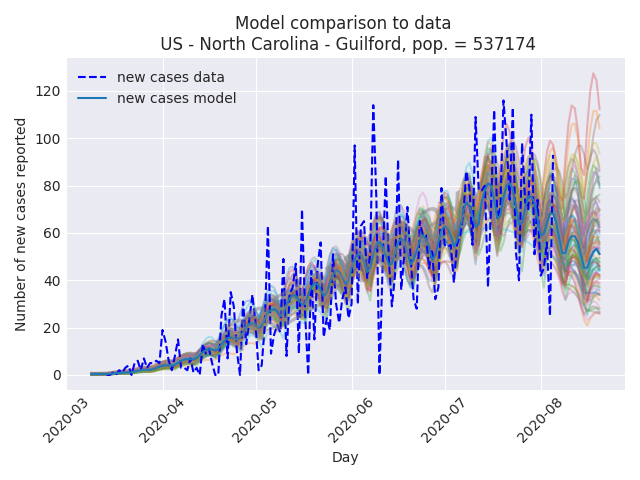 Model comparison to data
US - North Carolina - Guilford, pop. = 537174
new cases data
new cases model
Number of new cases reported
120
100
80
60
40
20
0
2020-03
2020-04
2020-05
2020-06
2020-07
2020-08
Day